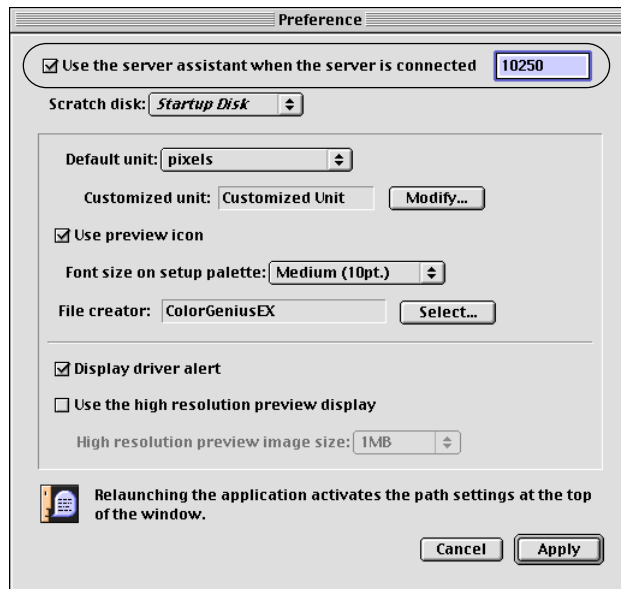 Preference
Use the server assistant when the server is connected 10250
Scratch disk: Startup Disk
Default unit: pixels
Customized unit: Customized Unit Modify...
Use preview icon
Font size on setup palette: Medium (10pt.)
File creator: ColorGeniusEX Select...
Display driver alert
Use the high resolution preview display
High resolution preview image size: 1MB
Relaunching the application activates the path settings at the top
of the window.
Cancel Apply